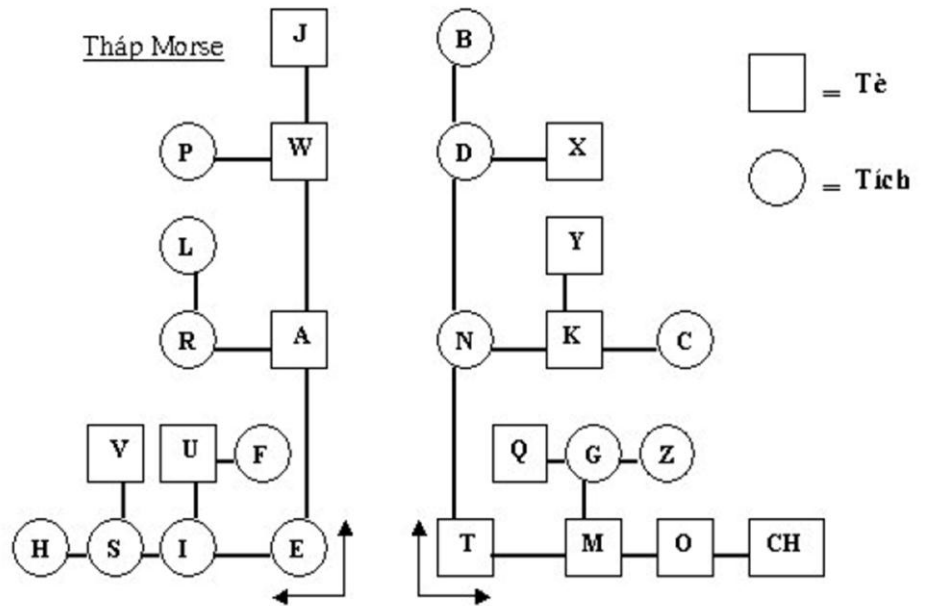 Tháp Morse
J B
P W D X
= Tè
= Tích
L Y
R A N K C
V U F Q G Z
H S I E T M O CH